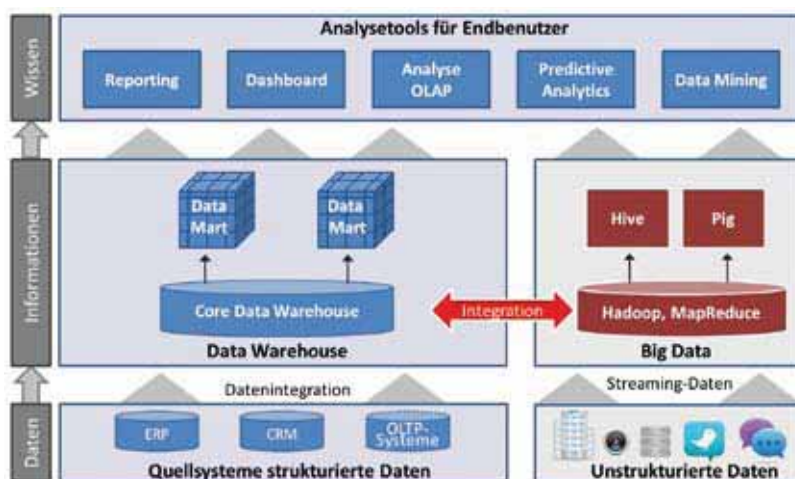 Analysetools für Endbenutzer
Wissen
Reporting
Dashboard
Analyse
OLAP
Predictive
Analytics
Data Mining
Informationen
Data
Mart
Data
Mart
Core Data Warehouse
Data Warehouse
Integration
Hive
Pig
Hadoop, MapReduce
Big Data
Datenintegration
Streaming-Daten
Daten
ERP
CRM
OLTP-
Systeme
Quellsysteme strukturierte Daten
Unstrukturierte Daten